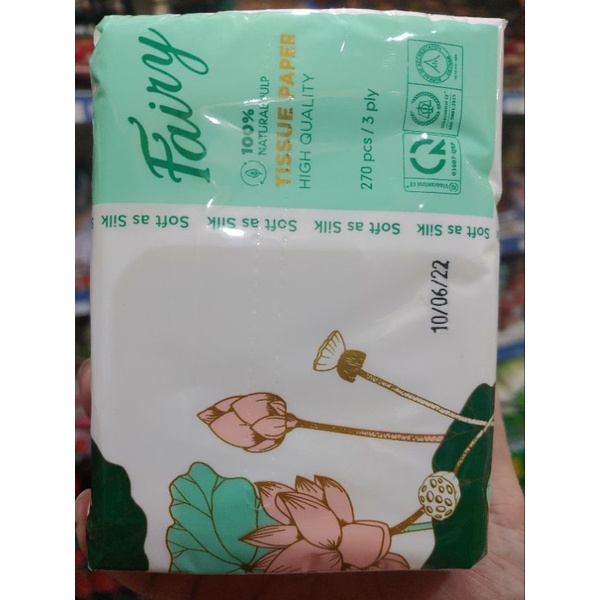 Fairy
100%
NATURAL PULP
TISSUE PAPER
HIGH QUALITY
270 pcs / 3 ply
Soft as Silk Soft as Silk Soft as Silk Soft as Silk Soft as Silk
10/06/22